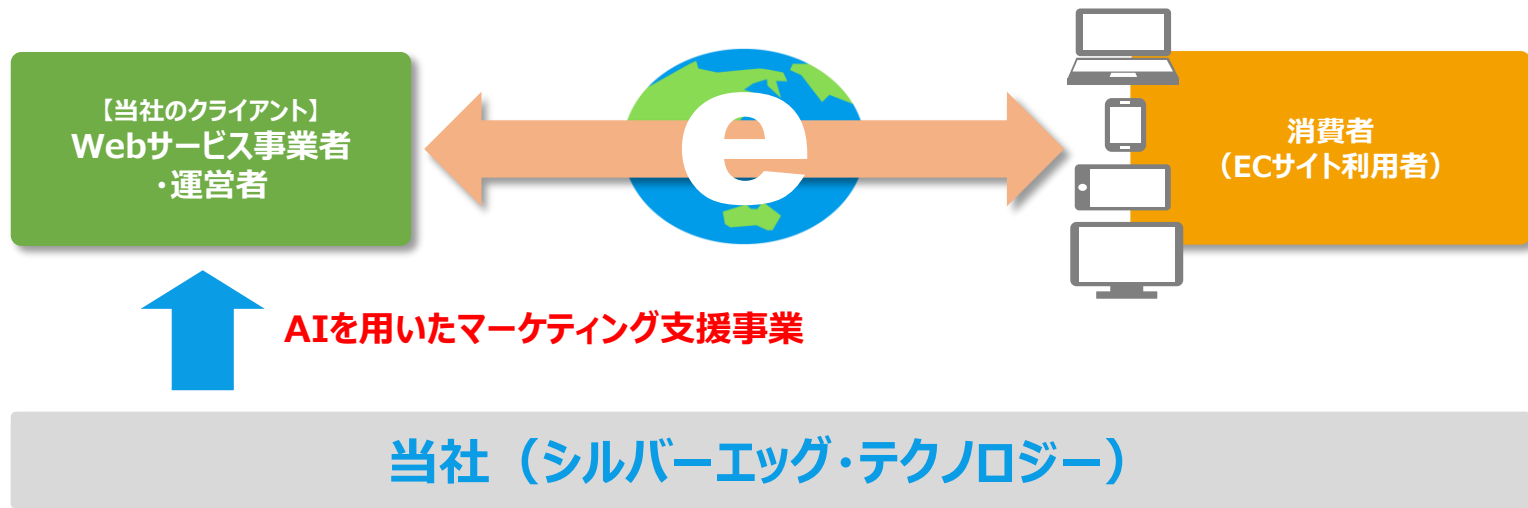 【当社のクライアント】
Webサービス事業者
・運営者
e
消費者
（ECサイト利用者）
AIを用いたマーケティング支援事業
当社（シルバーエッグ・テクノロジー）